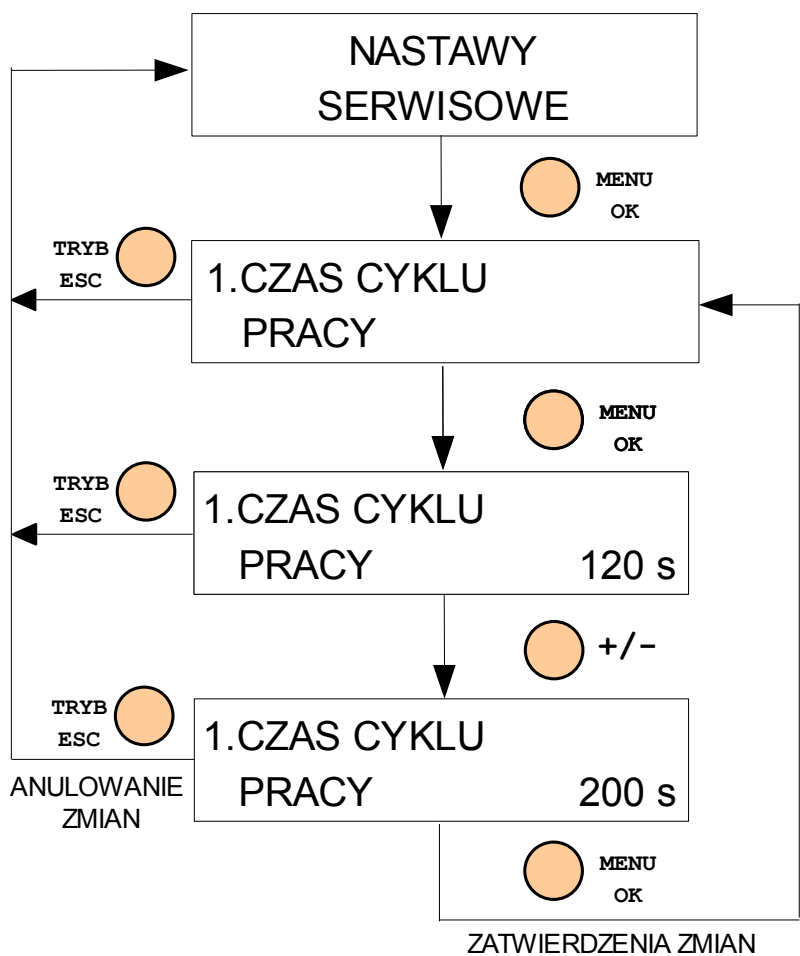 NASTAWY
SERWISOWE
MENU
OK
TRYB
ESC
1.CZAS CYKLU
PRACY
MENU
OK
TRYB
ESC
1.CZAS CYKLU
PRACY 120 s
+/-
TRYB
ESC
1.CZAS CYKLU
PRACY 200 s
ANULOWANIE
ZMIAN
MENU
OK
ZATWIERDZENIA ZMIAN